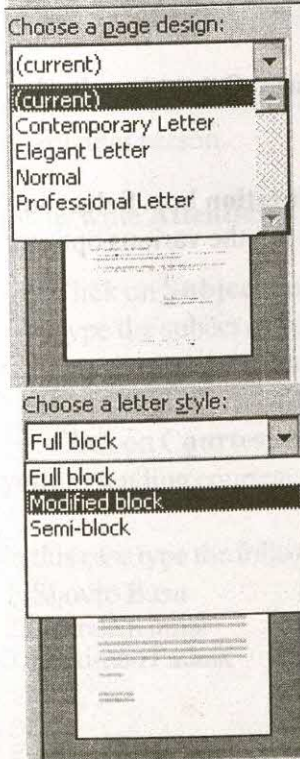 Choose a page design:
(current)
(current)
Contemporary Letter
Elegant Letter
Normal
Professional Letter
Choose a letter style:
Full block
Full block
Modified block
Semi-block